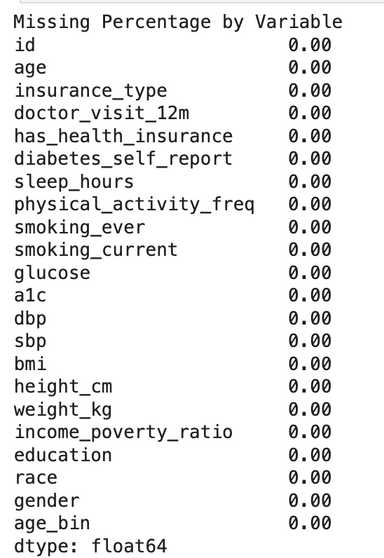 Missing Percentage by Variable
id 0.00
age 0.00
insurance_type 0.00
doctor_visit_12m 0.00
has_health_insurance 0.00
diabetes_self_report 0.00
sleep_hours 0.00
physical_activity_freq 0.00
smoking_ever 0.00
smoking_current 0.00
glucose 0.00
a1c 0.00
dbp 0.00
sbp 0.00
bmi 0.00
height_cm 0.00
weight_kg 0.00
income_poverty_ratio 0.00
education 0.00
race 0.00
gender 0.00
age_bin 0.00
dtype: float64